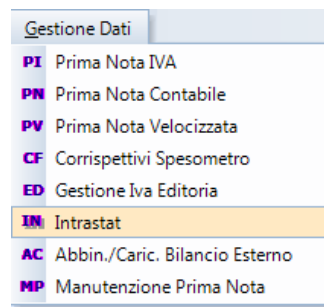 Gestione Dati
PI Prima Nota IVA
PN Prima Nota Contabile
PV Prima Nota Velocizzata
CF Corrispettivi Spesometro
ED Gestione Iva Editoria
IN Intrastat
AC Abbin./Caric. Bilancio Esterno
MP Manutenzione Prima Nota